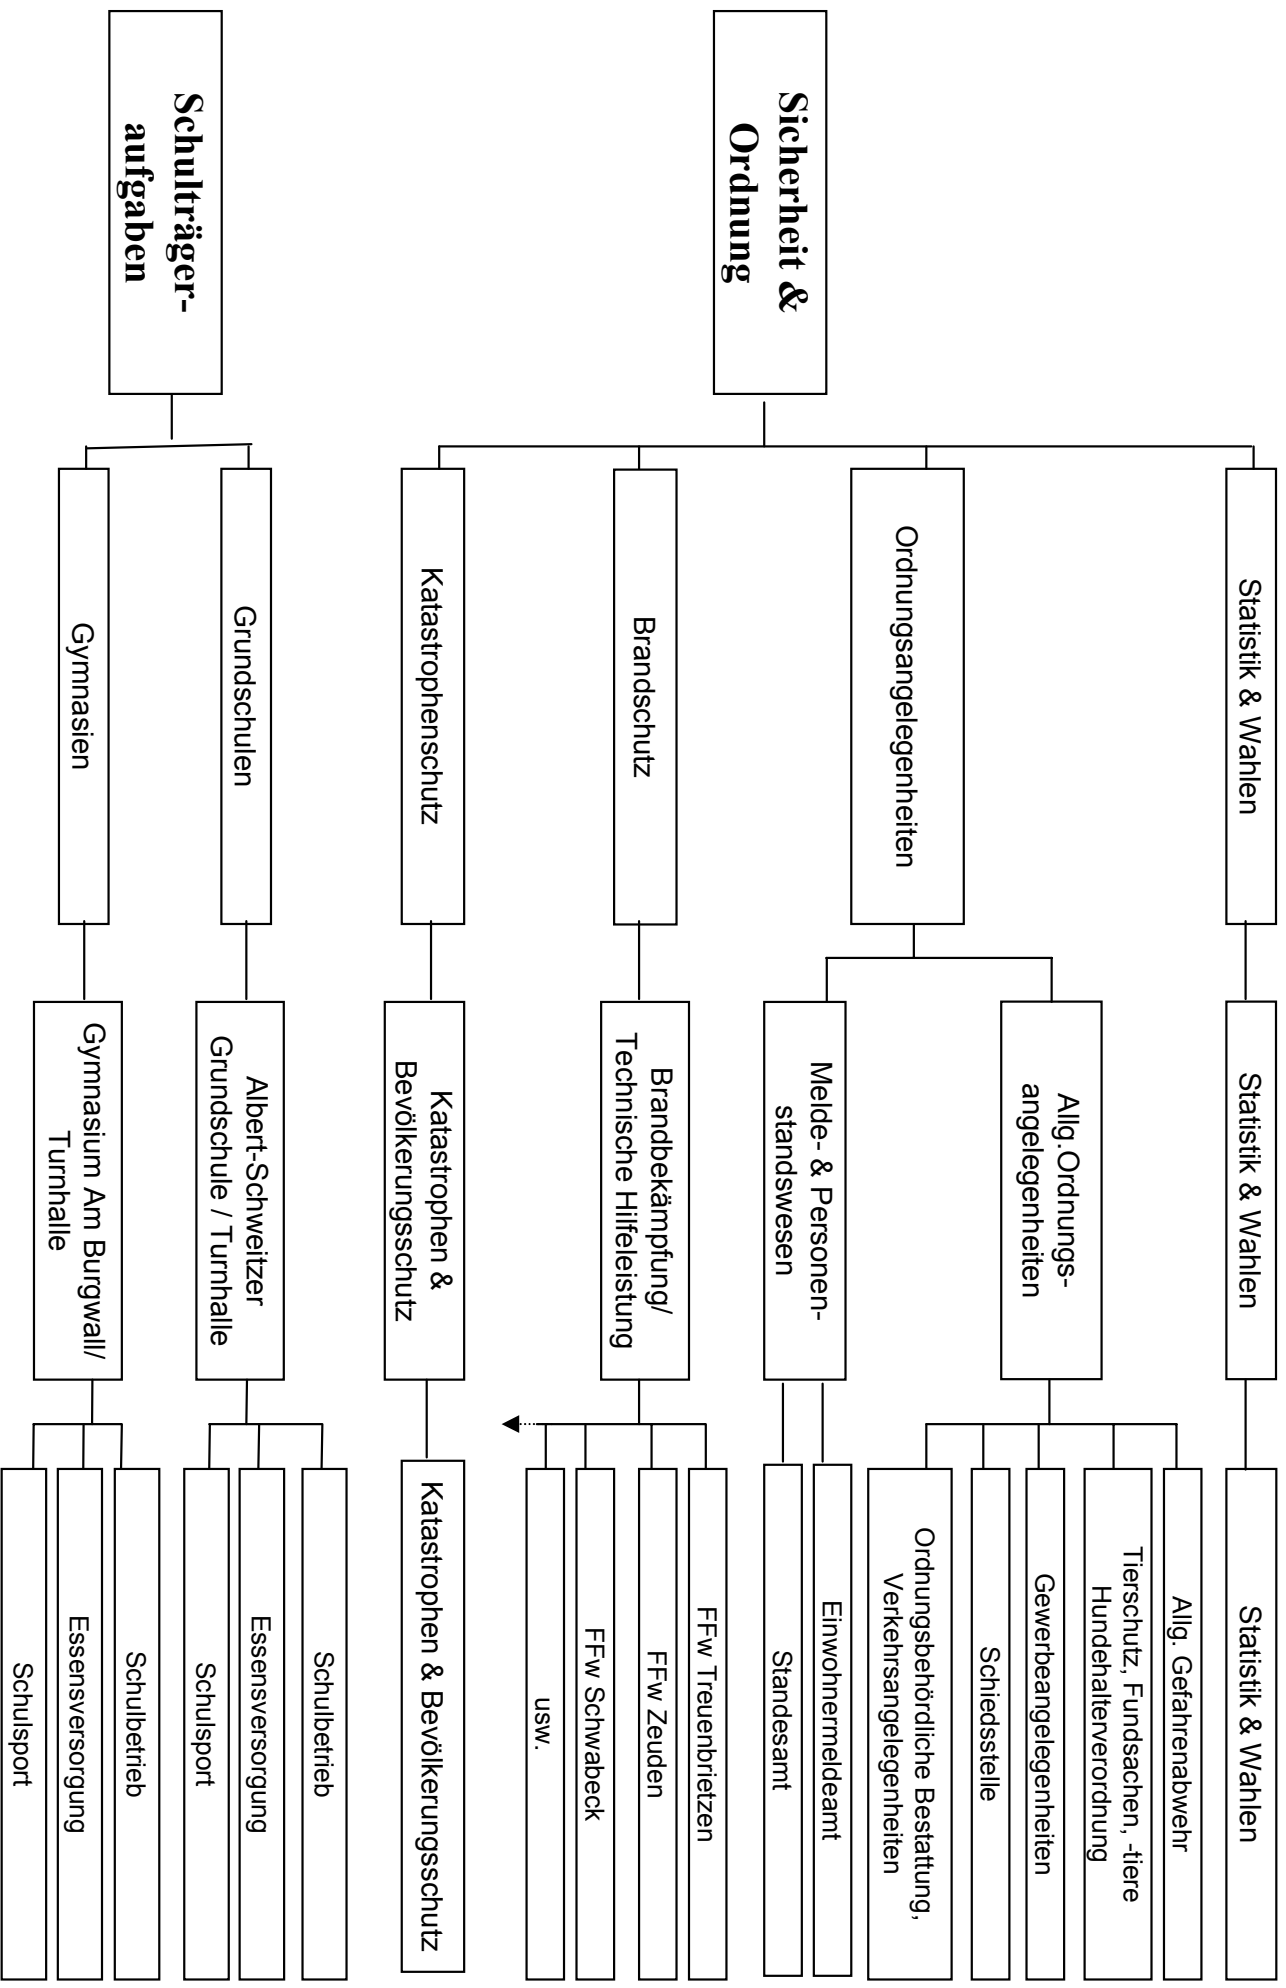 Sicherheit &
Ordnung
Statistik & Wahlen
Statistik & Wahlen
Statistik & Wahlen
Ordnungsangelegenheiten
Allg.Ordnungs-
angelegenheiten
Allg. Gefahrenabwehr
Tierschutz, Fundsachen, -tiere
Hundehalterverordnung
Gewerbeangelegenheiten
Schiedsstelle
Ordnungsbehördliche Bestattung,
Verkehrsangelegenheiten
Melde- & Personen-
standswesen
Einwohnermeldeamt
Standesamt
Brandschutz
Brandbekämpfung/
Technische Hilfeleistung
FFw Treuenbrietzen
FFw Zeuden
FFw Schwabeck
usw.
Katastrophenschutz
Katastrophen &
Bevölkerungsschutz
Katastrophen & Bevölkerungsschutz
Schulträger-
aufgaben
Grundschulen
Albert-Schweitzer
Grundschule / Turnhalle
Schulbetrieb
Essensversorgung
Schulsport
Gymnasien
Gymnasium Am Burgwall/
Turnhalle
Schulbetrieb
Essensversorgung
Schulsport